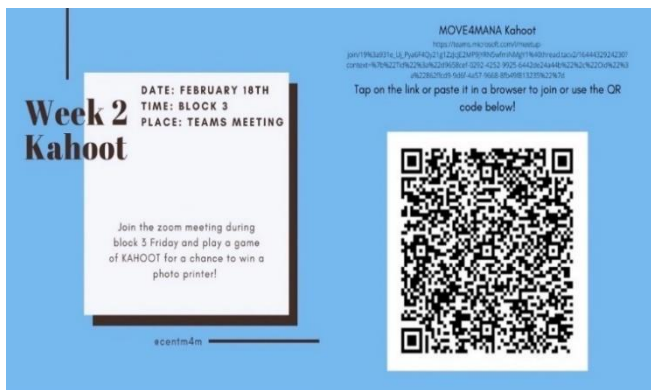 Week 2
Kahoot
DATE: FEBRUARY 18TH
TIME: BLOCK 3
PLACE: TEAMS MEETING
Join the zoom meeting during
block 3 Friday and play a game
of KAHOOT for a chance to win a
photo printer!
@centm4m
MOVE4MANA Kahoot
https://teams.microsoft.com/l/meetup-
Tap on the link or paste it in a browser to join or use the QR
code below!